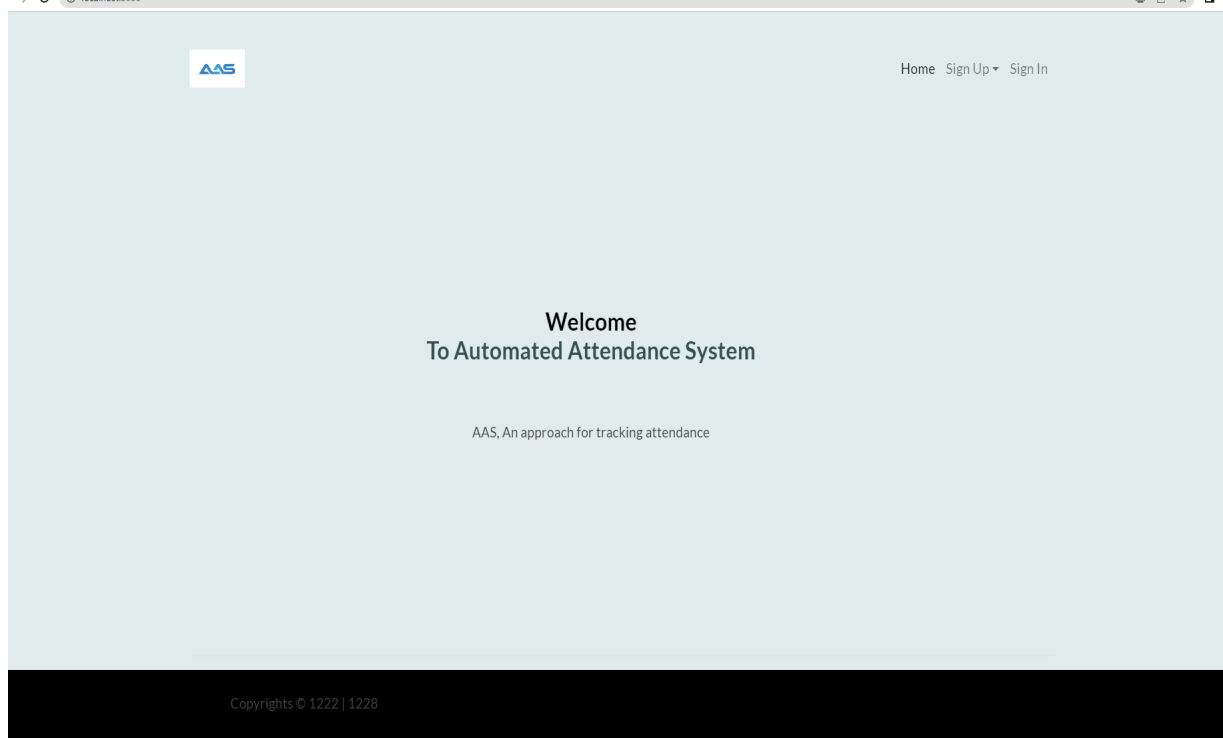 AAS
Home Sign Up Sign In
Welcome
To Automated Attendance System
AAS, An approach for tracking attendance
Copyrights © 1222 | 1228